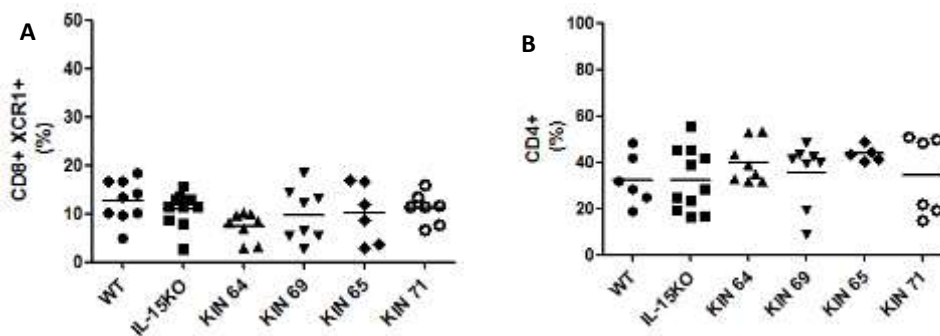 A
CD8+ XCR1+
(%)
50
40
30
20
10
0
WT
IL-15KO
KIN 64
KIN 69
KIN 65
KIN 71
B
CD4+
(%)
100
80
60
40
20
0
WT
IL-15KO
KIN 64
KIN 69
KIN 65
KIN 71